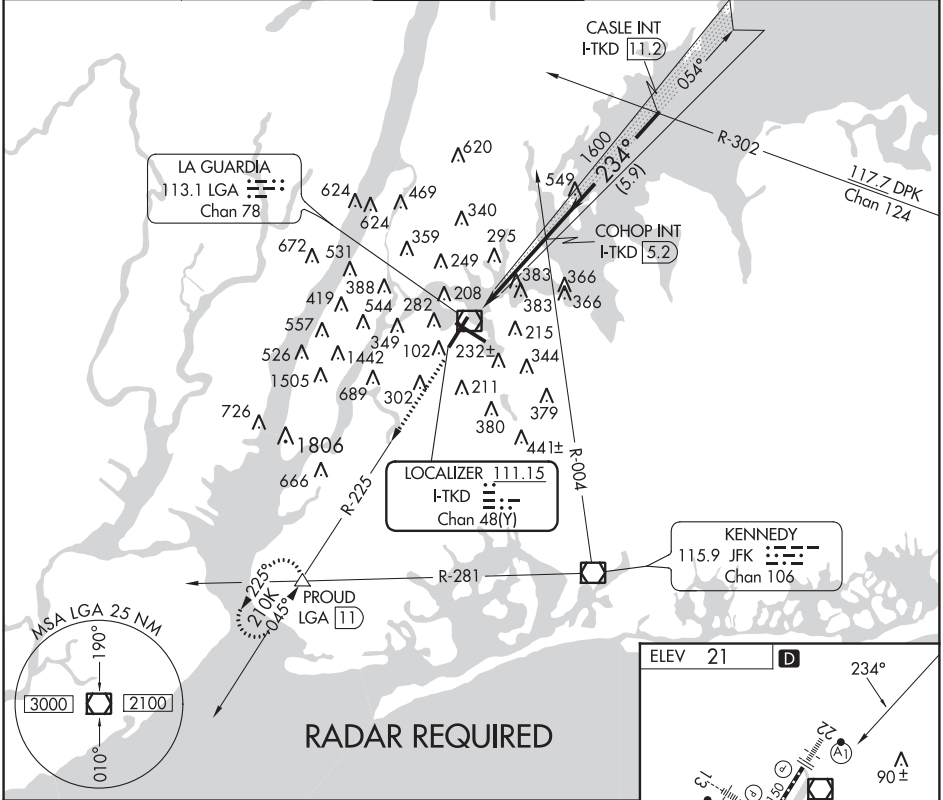 CASLE INT
I-TKD 11.2
054°
1600
234°
(5.9)
R-302
117.7 DPK
Chan 124
LA GUARDIA
113.1 LGA
Chan 78
620
549
624
624
469
340
COHOP INT
I-TKD 5.2
672
531
359
249
295
388
208
383
383
366
366
419
544
282
557
349
102
232±
215
526
1442
344
1505
689
302
211
379
726
380
1806
441±
666
R-225
R-004
LOCALIZER 111.15
I-TKD
Chan 48(Y)
KENNEDY
115.9 JFK
Chan 106
R-281
225°
210K
045°
PROUD
LGA 11
MSA LGA 25 NM
190°
3000
2100
010°
RADAR REQUIRED
ELEV 21 D
234°
22
A1
90±
13
P
P
150